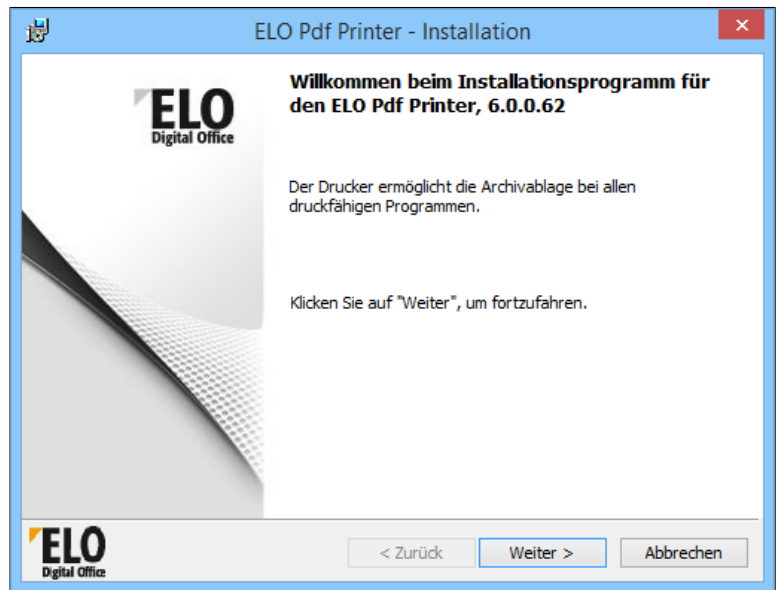 ELO Pdf Printer - Installation
ELO
Digital Office
Willkommen beim Installationsprogramm für
den ELO Pdf Printer, 6.0.0.62
Der Drucker ermöglicht die Archivablage bei allen
druckfähigen Programmen.
Klicken Sie auf "Weiter", um fortzufahren.
ELO
Digital Office
< Zurück
Weiter >
Abbrechen